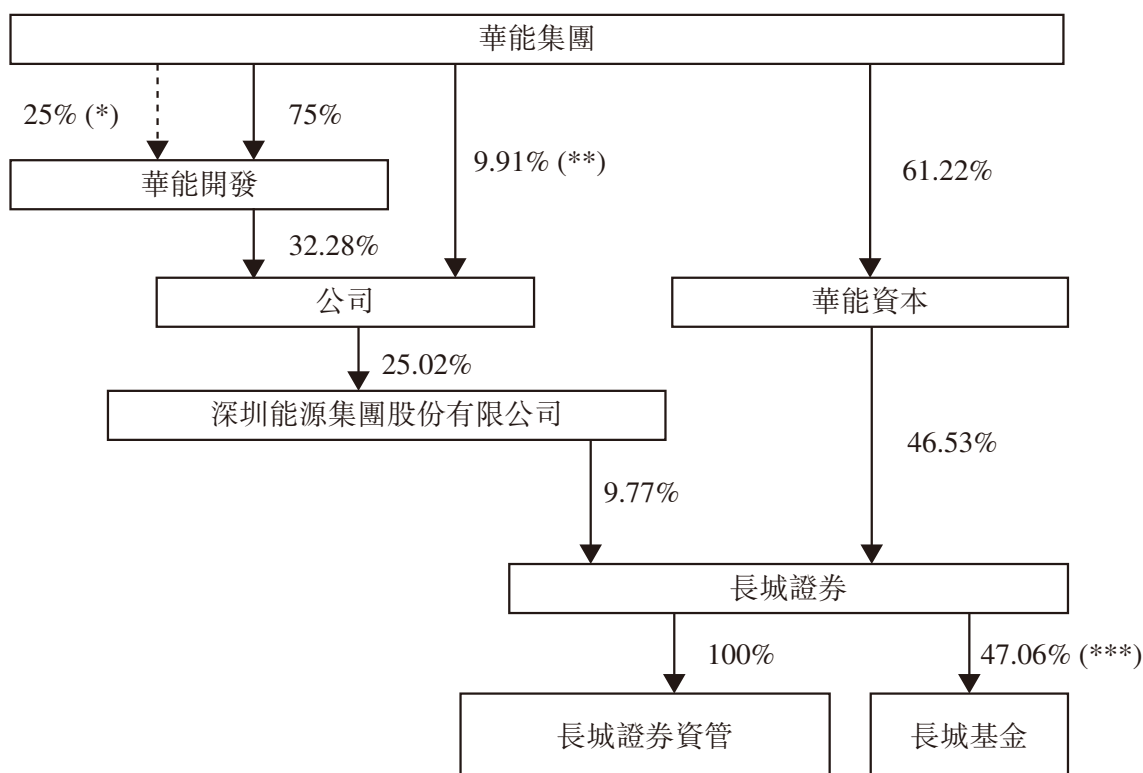 華能集團
25% (*)
75%
9.91% (**)
61.22%
華能開發
32.28%
公司
華能資本
25.02%
深圳能源集團股份有限公司
46.53%
9.77%
長城證券
100%
47.06% (***)
長城證券資管
長城基金